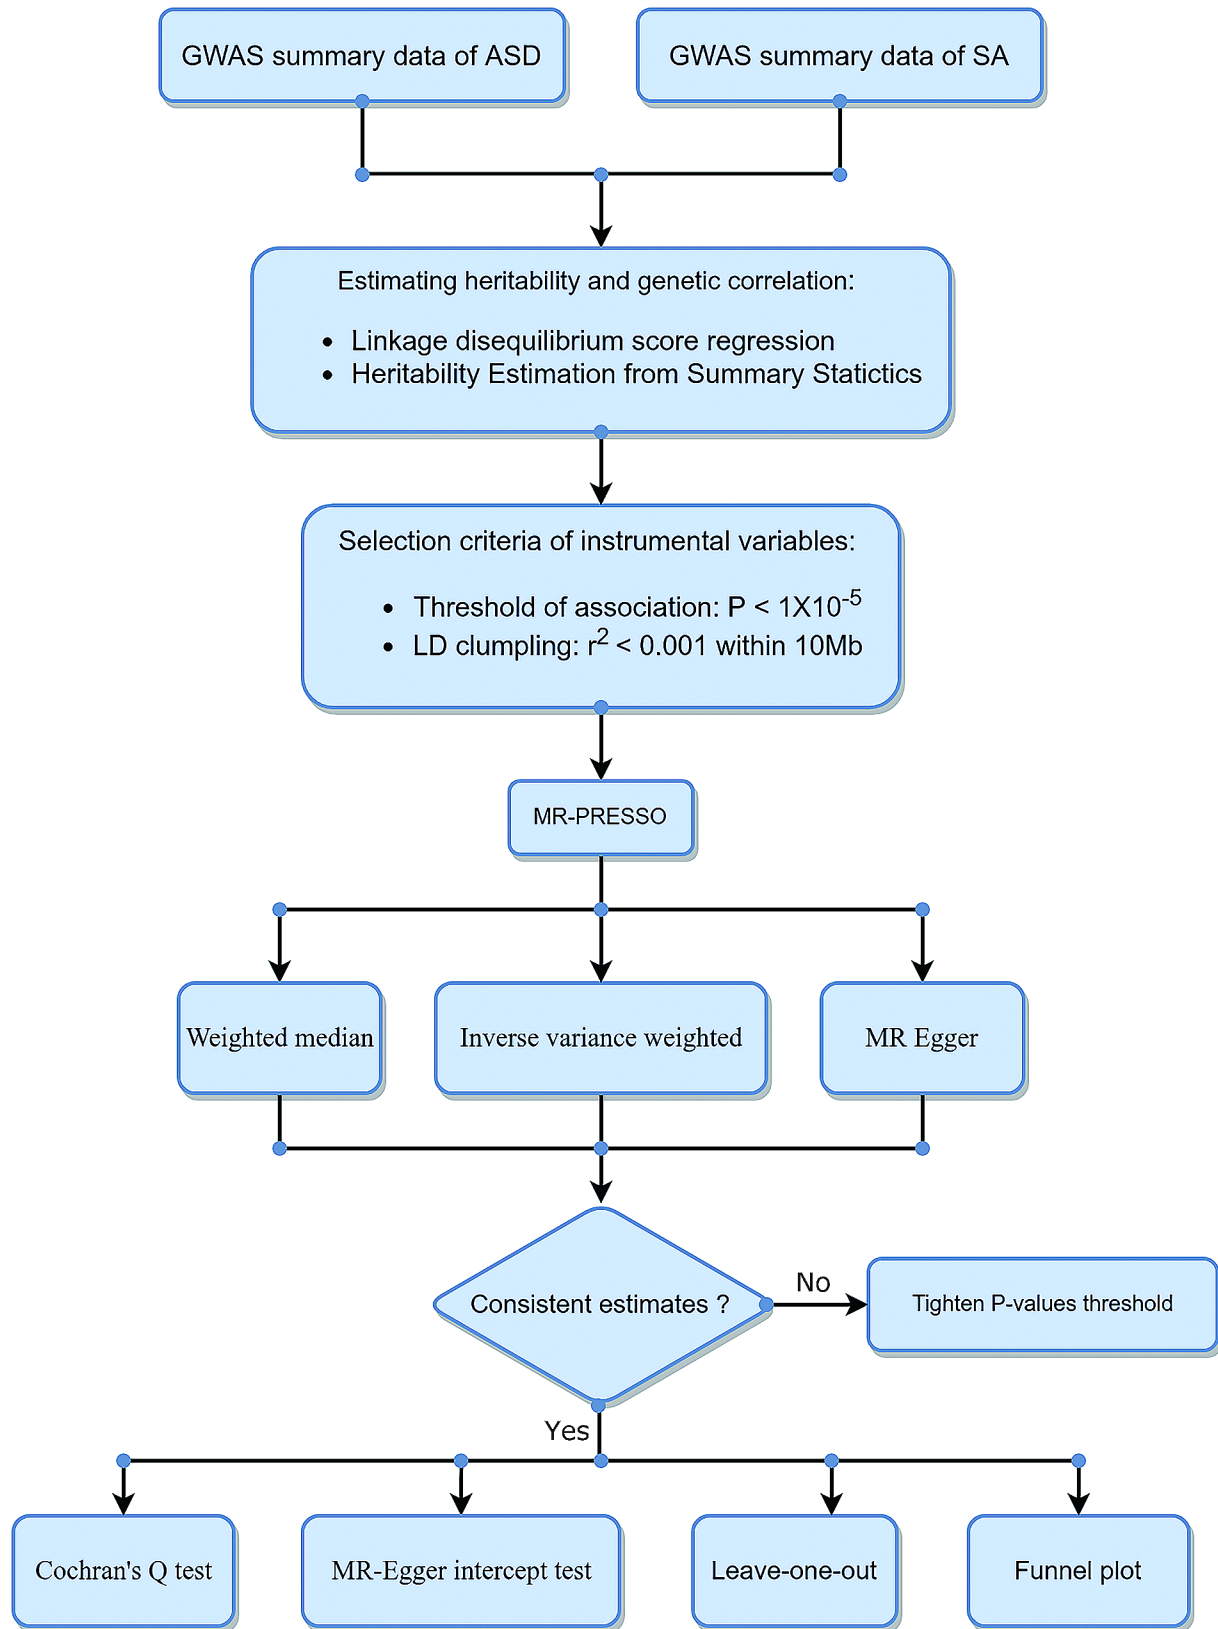 GWAS summary data of ASD
GWAS summary data of SA
Estimating heritability and genetic correlation:
• Linkage disequilibrium score regression
• Heritability Estimation from Summary Statictics
Selection criteria of instrumental variables:
• Threshold of association: P < 1X10⁻⁵
• LD clumpling: r² < 0.001 within 10Mb
MR-PRESSO
Weighted median
Inverse variance weighted
MR Egger
Consistent estimates ?
No
Tighten P-values threshold
Yes
Cochran's Q test
MR-Egger intercept test
Leave-one-out
Funnel plot